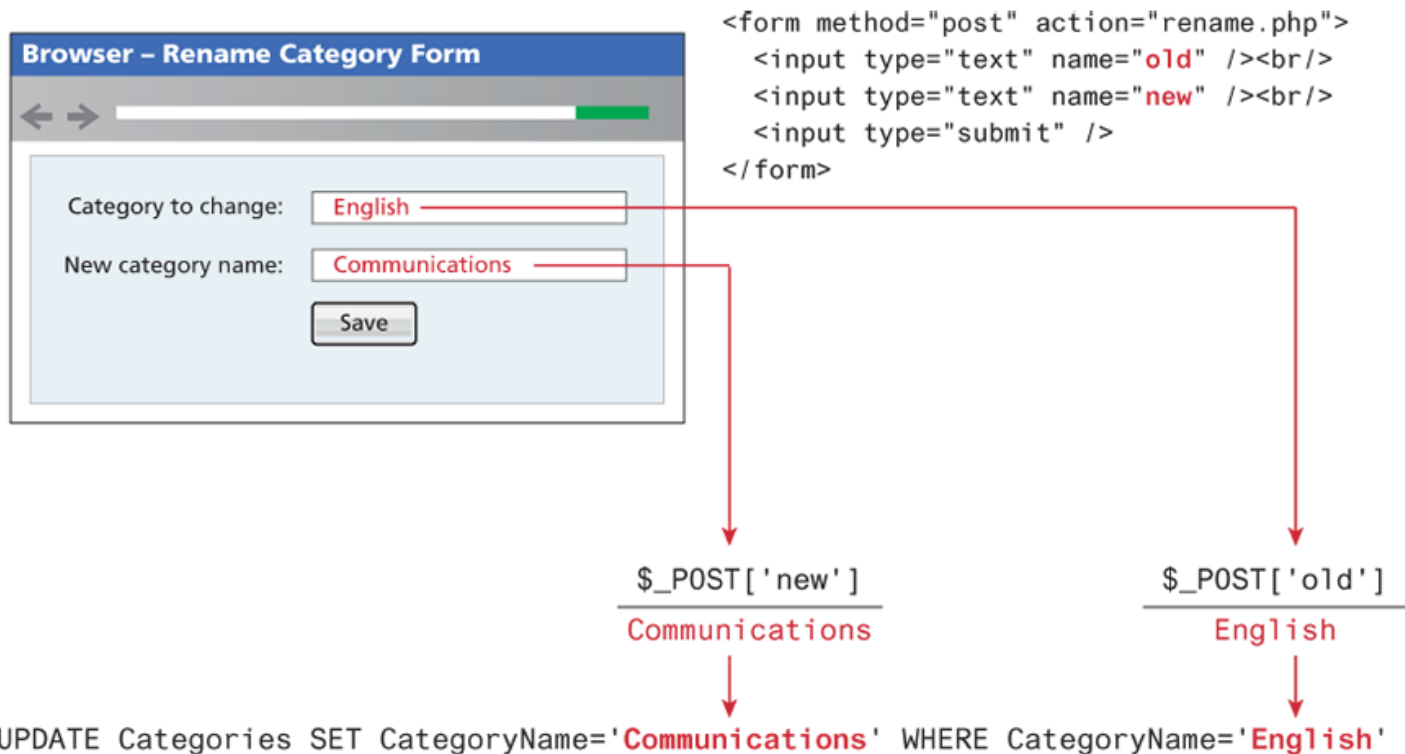 Browser – Rename Category Form
Category to change: English
New category name: Communications
Save
<form method="post" action="rename.php">
<input type="text" name="old" /><br/>
<input type="text" name="new" /><br/>
<input type="submit" />
</form>
$_POST['new']
Communications
$_POST['old']
English
UPDATE Categories SET CategoryName='Communications' WHERE CategoryName='English'